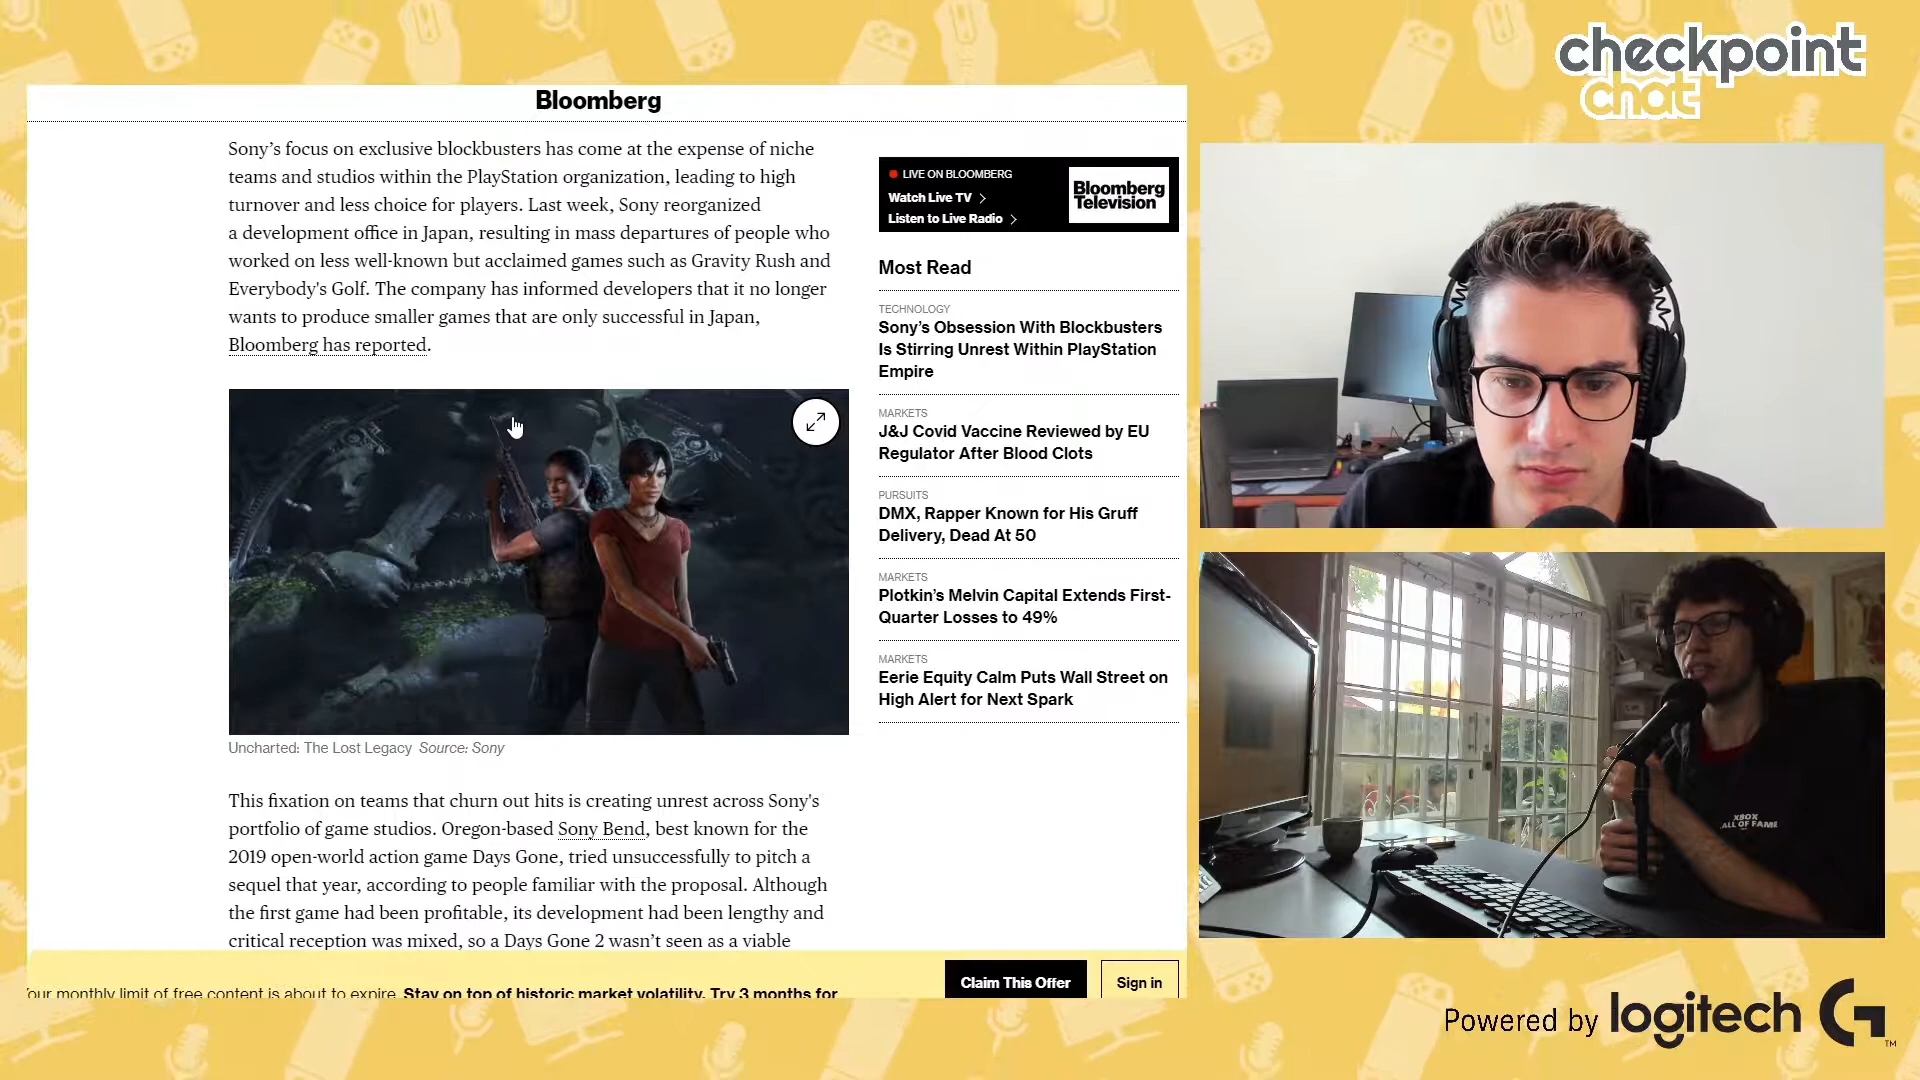 checkpoint
chat
Bloomberg
Sony’s focus on exclusive blockbusters has come at the expense of niche
teams and studios within the PlayStation organization, leading to high
turnover and less choice for players. Last week, Sony reorganized
a development office in Japan, resulting in mass departures of people who
worked on less well-known but acclaimed games such as Gravity Rush and
Everybody's Golf. The company has informed developers that it no longer
wants to produce smaller games that are only successful in Japan,
Bloomberg has reported.
Uncharted: The Lost Legacy Source: Sony
This fixation on teams that churn out hits is creating unrest across Sony's
portfolio of game studios. Oregon-based Sony Bend, best known for the
2019 open-world action game Days Gone, tried unsuccessfully to pitch a
sequel that year, according to people familiar with the proposal. Although
the first game had been profitable, its development had been lengthy and
critical reception was mixed, so a Days Gone 2 wasn’t seen as a viable
LIVE ON BLOOMBERG
Watch Live TV
Listen to Live Radio
Bloomberg
Television
Most Read
TECHNOLOGY
Sony’s Obsession With Blockbusters
Is Stirring Unrest Within PlayStation
Empire
MARKETS
J&J Covid Vaccine Reviewed by EU
Regulator After Blood Clots
PURSUITS
DMX, Rapper Known for His Gruff
Delivery, Dead At 50
MARKETS
Plotkin’s Melvin Capital Extends First-
Quarter Losses to 49%
MARKETS
Eerie Equity Calm Puts Wall Street on
High Alert for Next Spark
our monthly limit of free content is about to expire. Stay on top of historic market volatility. Try 3 months for
Claim This Offer
Sign in
XBOX
ALL OF FAME
Powered by logitech G
TM